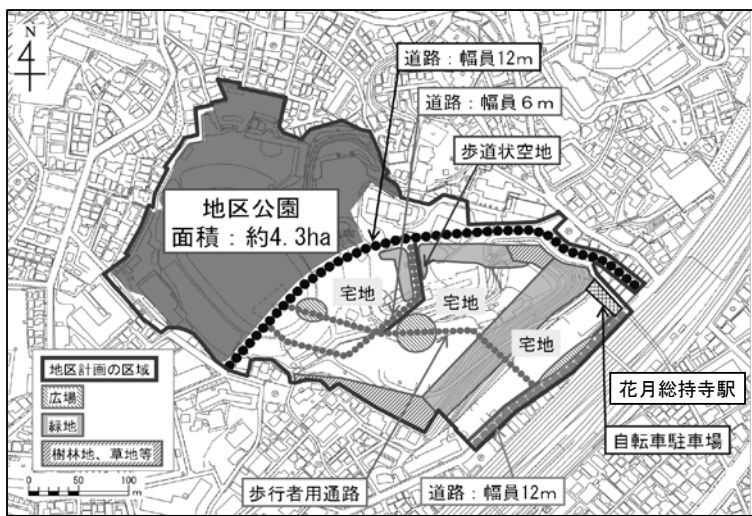 N
4
道路：幅員12m
道路：幅員６m
歩道状空地
地区公園
面積：約4.3ha
宅地
宅地
宅地
地区計画の区域
広場
緑地
樹林地、草地等
0 50 100
m
花月総持寺駅
自転車駐車場
歩行者用通路
道路：幅員12m